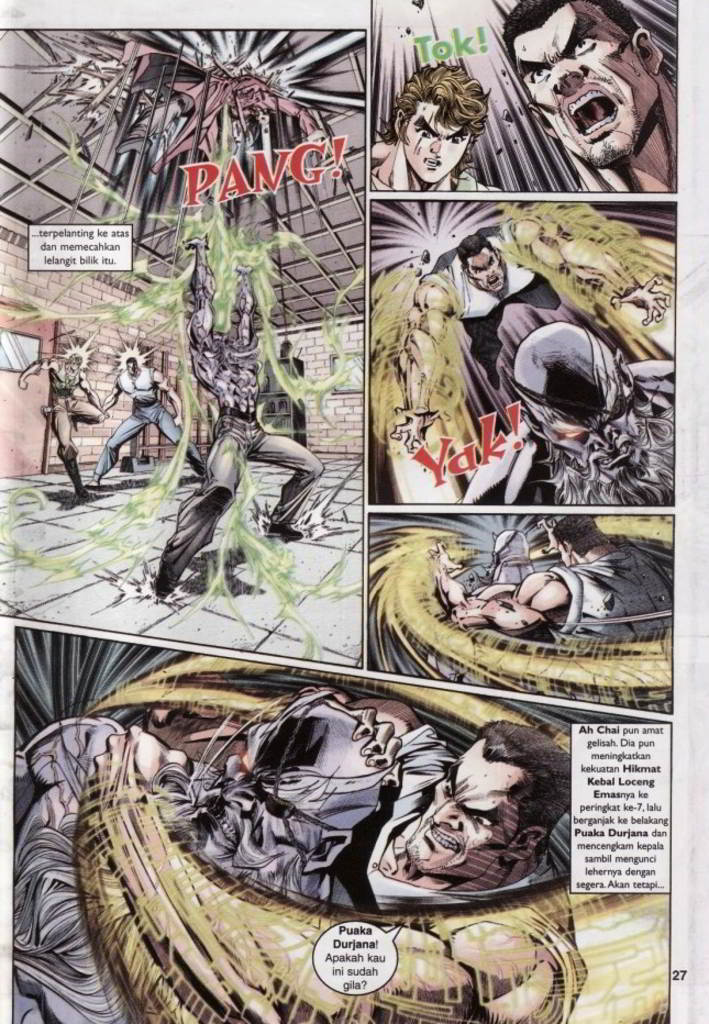 PANG!
...terpelanting ke atas
dan memecahkan
lelangit bilik itu.
Tok!
Yak!
Ah Chai pun amat
gelisah. Dia pun
meningkatkan
kekuatan Hikmat
Kebal Loceng
Emasnya ke
peringkat ke-7, lalu
berganjak ke belakang
Puaka Durjana dan
mencengkam kepala
sambil mengunci
lehernya dengan
segera. Akan tetapi...
Puaka
Durjana!
Apakah kau
ini sudah
gila?
27